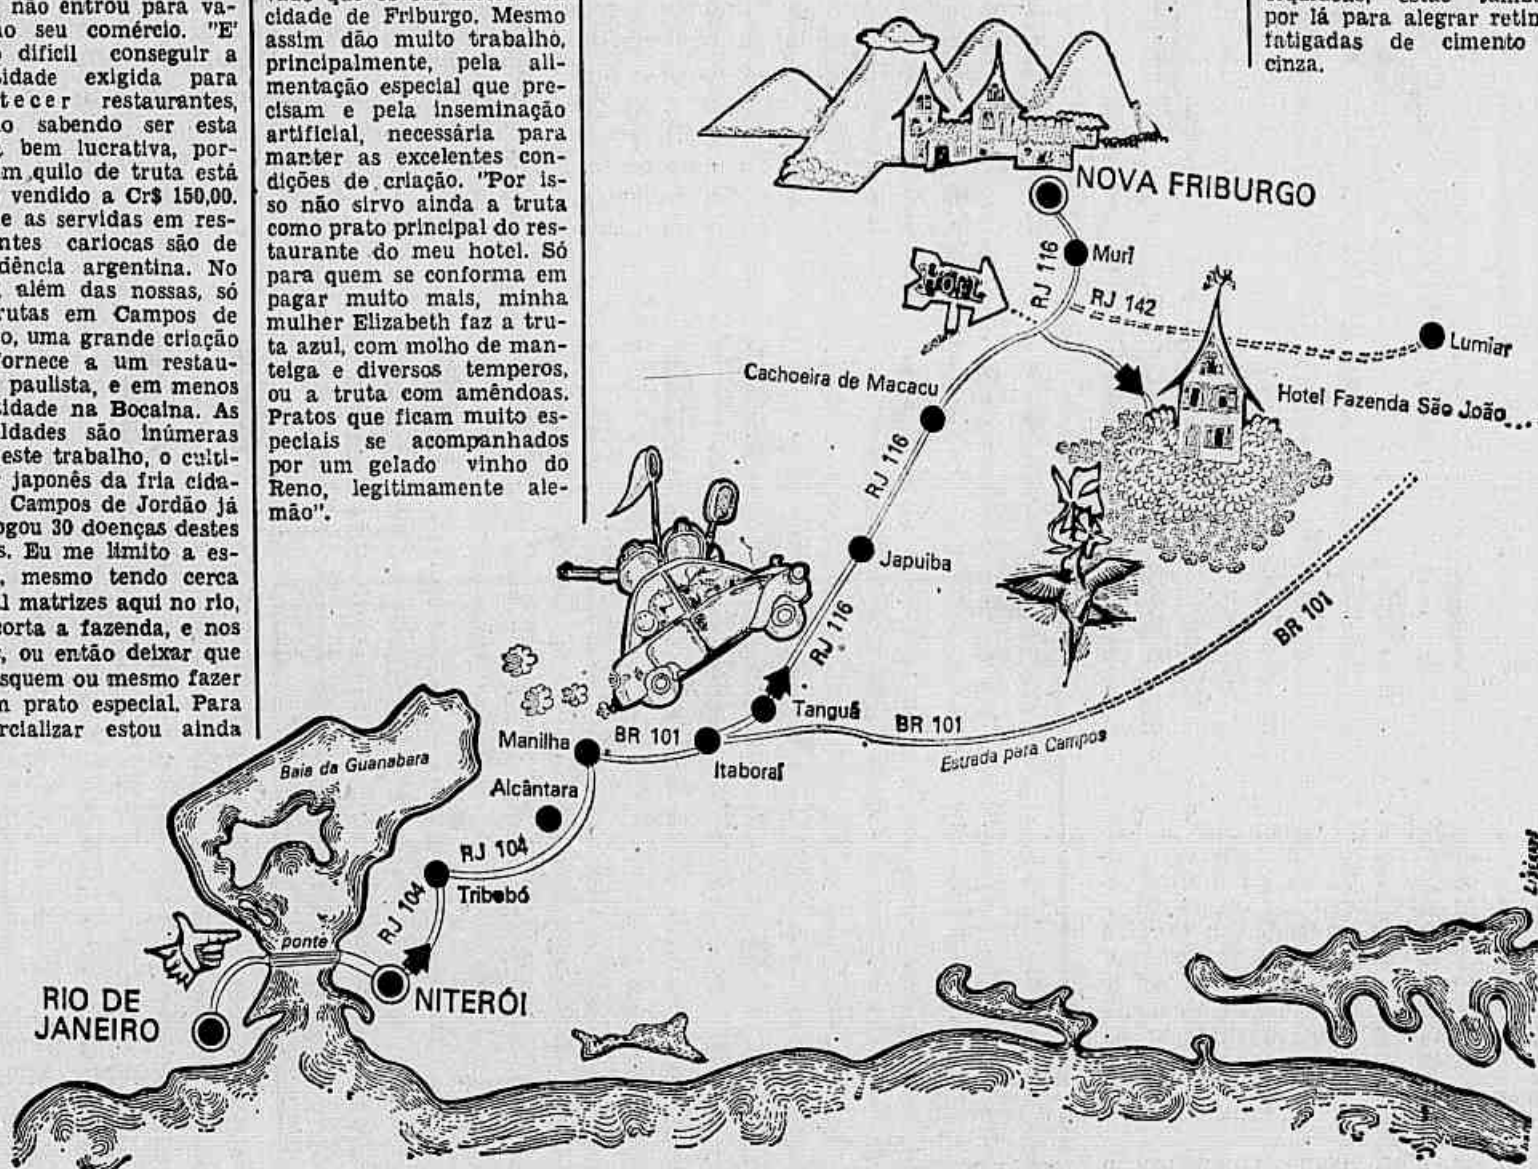 não entrou para va-
no seu comércio. "E'
difícil conseguir a
idade exigida para
tecer restaurantes,
o sabendo ser esta
bem lucrativa, por-
m quilo de truta está
vendido a Cr$ 150,00.
e as servidas em res-
ntes cariocas são de
dência argentina. No
, além das nossas, só
rutas em Campos de
o, uma grande criação
fornece a um restau-
paulista, e em menos
tidade na Bocaina. As
ldades são inúmeras
este trabalho, o culti-
r japonês da fria cida-
Campos de Jordão já
ogou 30 doenças destes
s. Eu me limito a es-
, mesmo tendo cerca
l matrizes aqui no rio,
corta a fazenda, e nos
, ou então deixar que
squem ou mesmo fazer
m prato especial. Para
rcializar estou ainda
cidade de Friburgo. Mesmo
assim dão muito trabalho,
principalmente, pela ali-
mentação especial que pre-
cisam e pela inseminação
artificial, necessária para
manter as excelentes con-
dições de criação. "Por is-
so não sirvo ainda a truta
como prato principal do res-
taurante do meu hotel. Só
para quem se conforma em
pagar muito mais, minha
mulher Elizabeth faz a tru-
ta azul, com molho de man-
teiga e diversos temperos,
ou a truta com amêndoas.
Pratos que ficam muito es-
peciais se acompanhados
por um gelado vinho do
Reno, legitimamente ale-
mão".
por lá para alegrar retin
fatigadas de cimento
cinza.
NOVA FRIBURGO
Muri
RJ 116
HOTEL
RJ 142
Lumiar
Cachoeira de Macacu
Hotel Fazenda São João
RJ 116
Japuíba
RJ 116
BR 101
Tanguá
BR 101
Manilha
BR 101
Estrada para Campos
Itaboraí
Baía da Guanabara
Alcântara
RJ 104
Tribobó
RJ 104
ponte
NITERÓI
RIO DE
JANEIRO